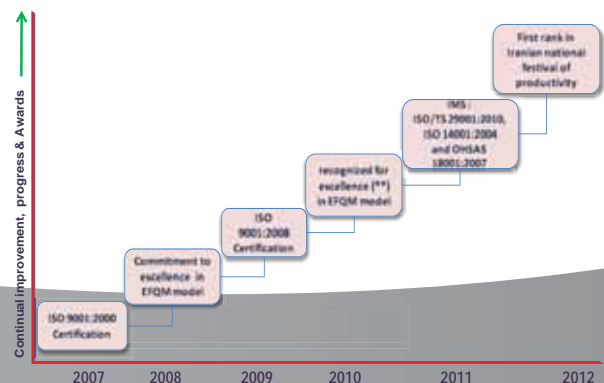 Continual improvement, progress & Awards
First rank in
Iranian national
festival of
productivity
IMS :
ISO/TS 29001:2010,
ISO 14001:2004
and OHSAS
18001:2007
recognized for
excellence (**)
in EFQM model
ISO
9001:2008
Certification
Commitment to
excellence in
EFQM model
ISO 9001:2000
Certification
2007 2008 2009 2010 2011 2012